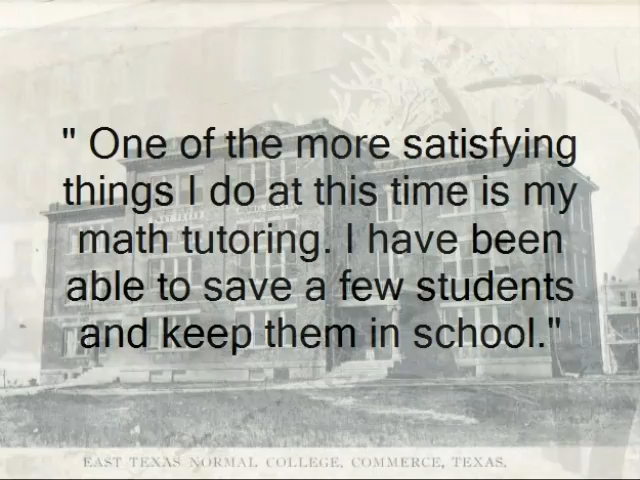 " One of the more satisfying
things I do at this time is my
math tutoring. I have been
able to save a few students
and keep them in school."
EAST TEXAS NORMAL COLLEGE, COMMERCE, TEXAS.